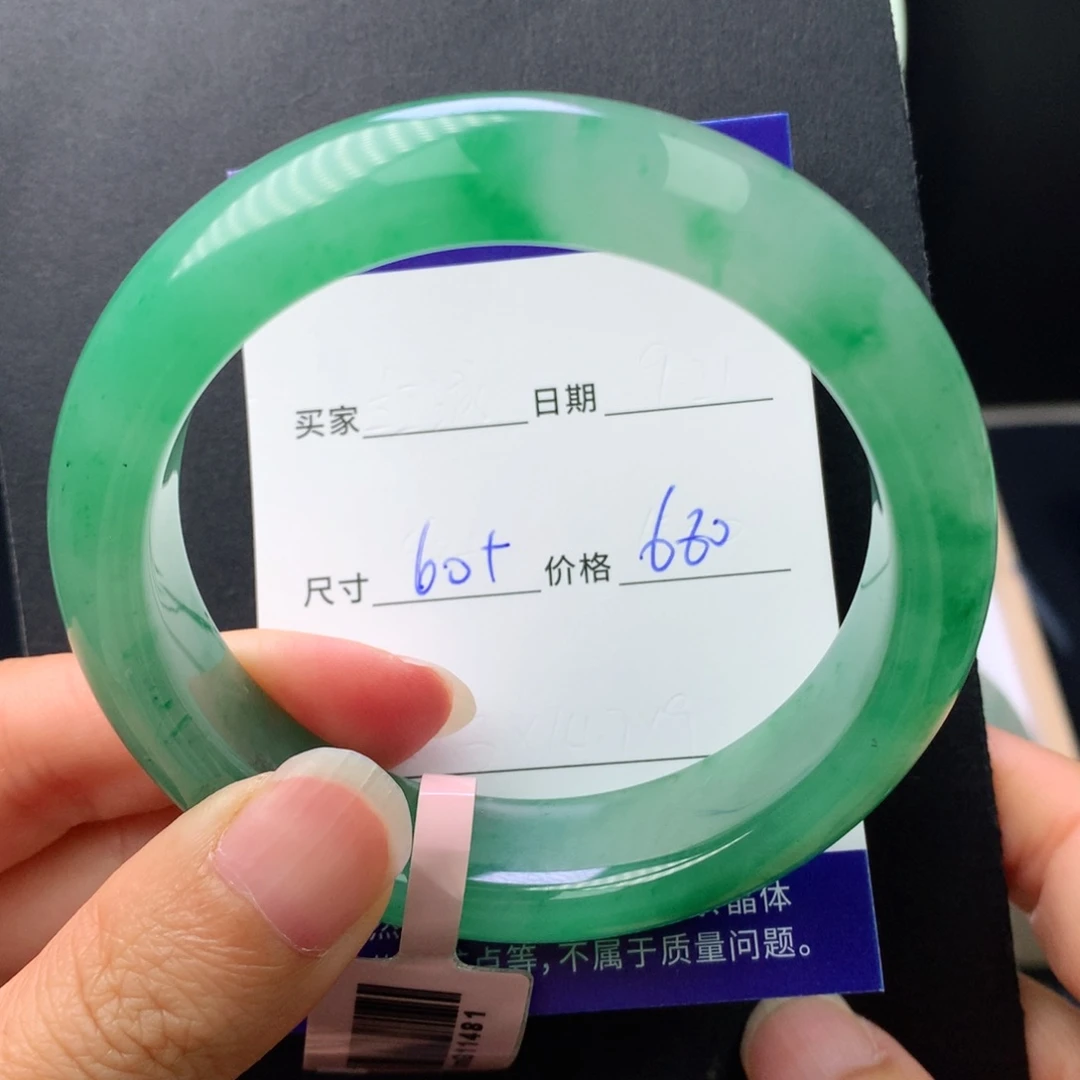 买家 日期
尺寸 60+ 价格 680
晶体
点等，不属于质量问题。
11481